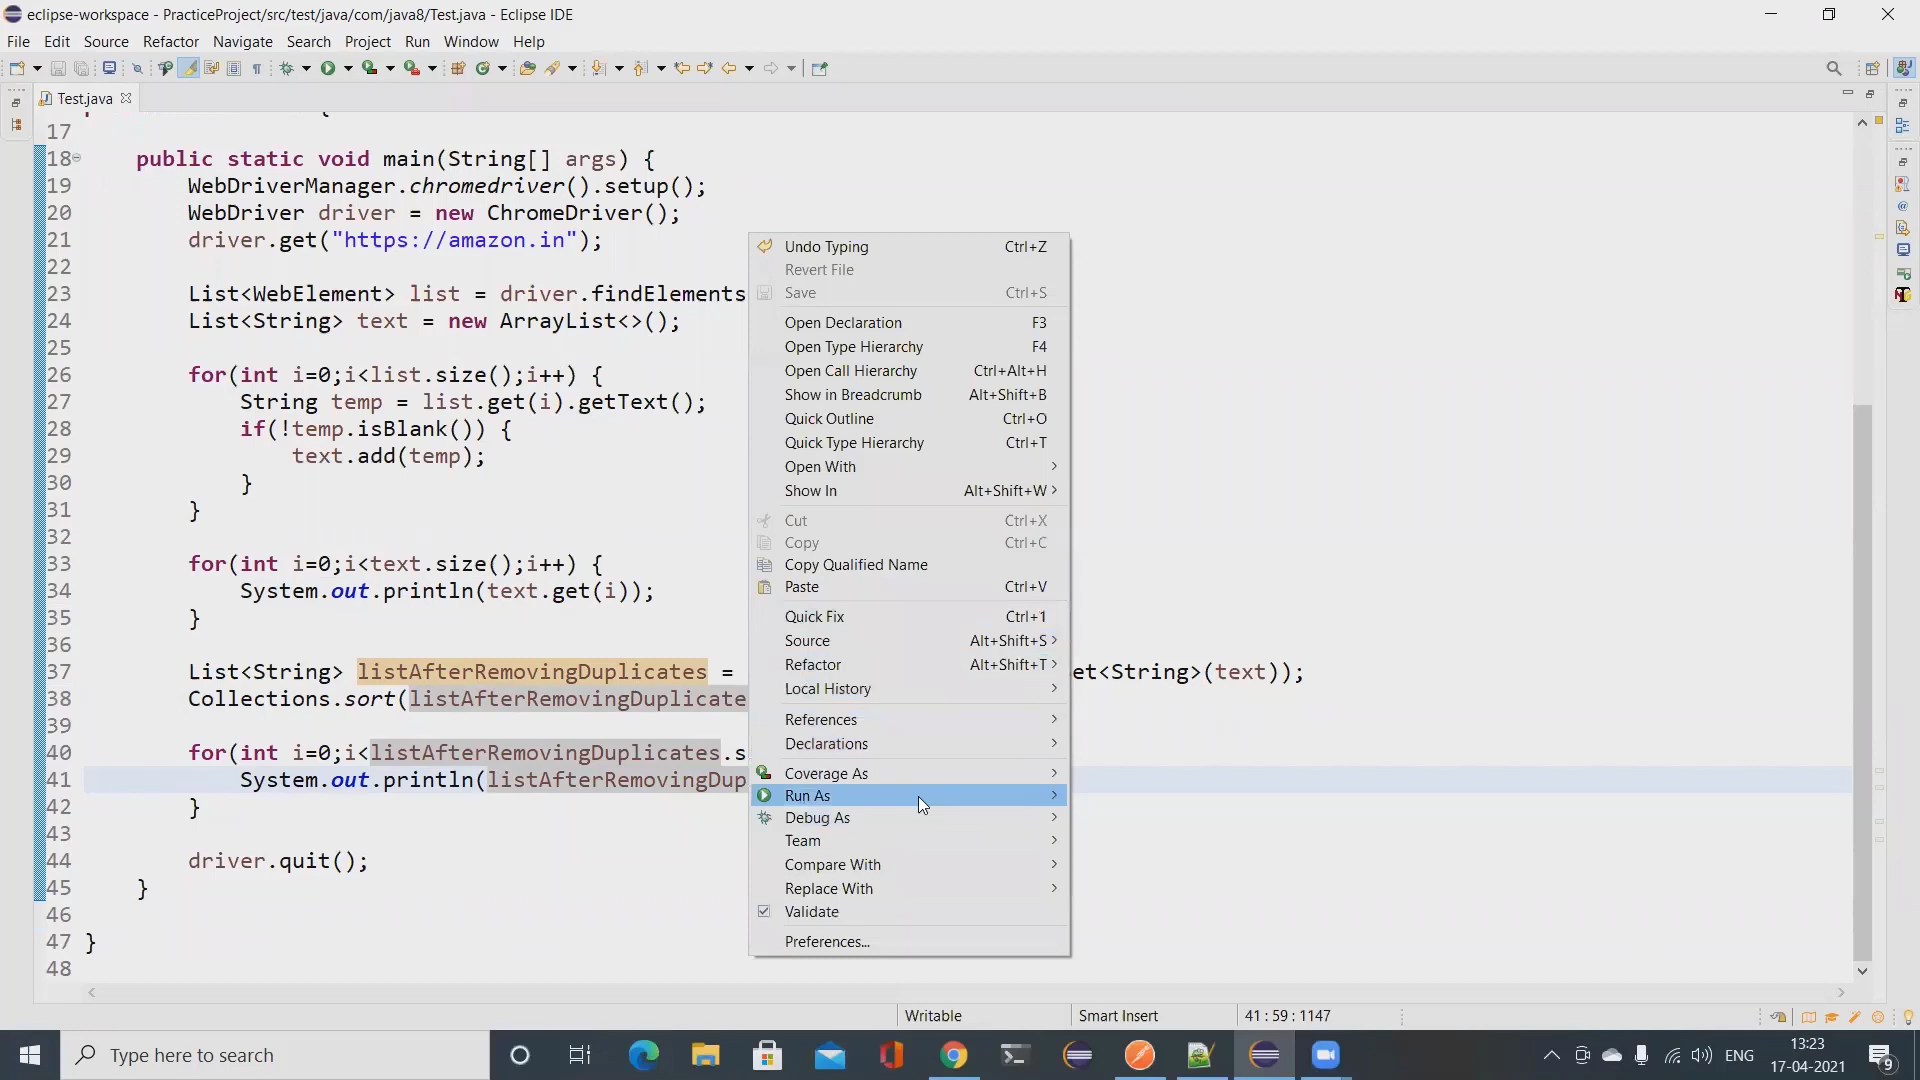 eclipse-workspace - PracticeProject/src/test/java/com/java8/Test.java - Eclipse IDE
File Edit Source Refactor Navigate Search Project Run Window Help
Test.java
17
18 public static void main(String[] args) {
19 WebDriverManager.chromedriver().setup();
20 WebDriver driver = new ChromeDriver();
21 driver.get("https://amazon.in");
22
23 List<WebElement> list = driver.findElements
24 List<String> text = new ArrayList<>();
25
26 for(int i=0;i<list.size();i++) {
27 String temp = list.get(i).getText();
28 if(!temp.isBlank()) {
29 text.add(temp);
30 }
31 }
32
33 for(int i=0;i<text.size();i++) {
34 System.out.println(text.get(i));
35 }
36
37 List<String> listAfterRemovingDuplicates = et<String>(text));
38 Collections.sort(listAfterRemovingDuplicate
39
40 for(int i=0;i<listAfterRemovingDuplicates.s
41 System.out.println(listAfterRemovingDup
42 }
43
44 driver.quit();
45 }
46
47 }
48
Undo Typing Ctrl+Z
Revert File
Save Ctrl+S
Open Declaration F3
Open Type Hierarchy F4
Open Call Hierarchy Ctrl+Alt+H
Show in Breadcrumb Alt+Shift+B
Quick Outline Ctrl+O
Quick Type Hierarchy Ctrl+T
Open With
Show In Alt+Shift+W
Cut Ctrl+X
Copy Ctrl+C
Copy Qualified Name
Paste Ctrl+V
Quick Fix Ctrl+1
Source Alt+Shift+S
Refactor Alt+Shift+T
Local History
References
Declarations
Coverage As
Run As
Debug As
Team
Compare With
Replace With
Validate
Preferences...
Writable Smart Insert 41 : 59 : 1147
Type here to search
ENG
13:23
17-04-2021
9